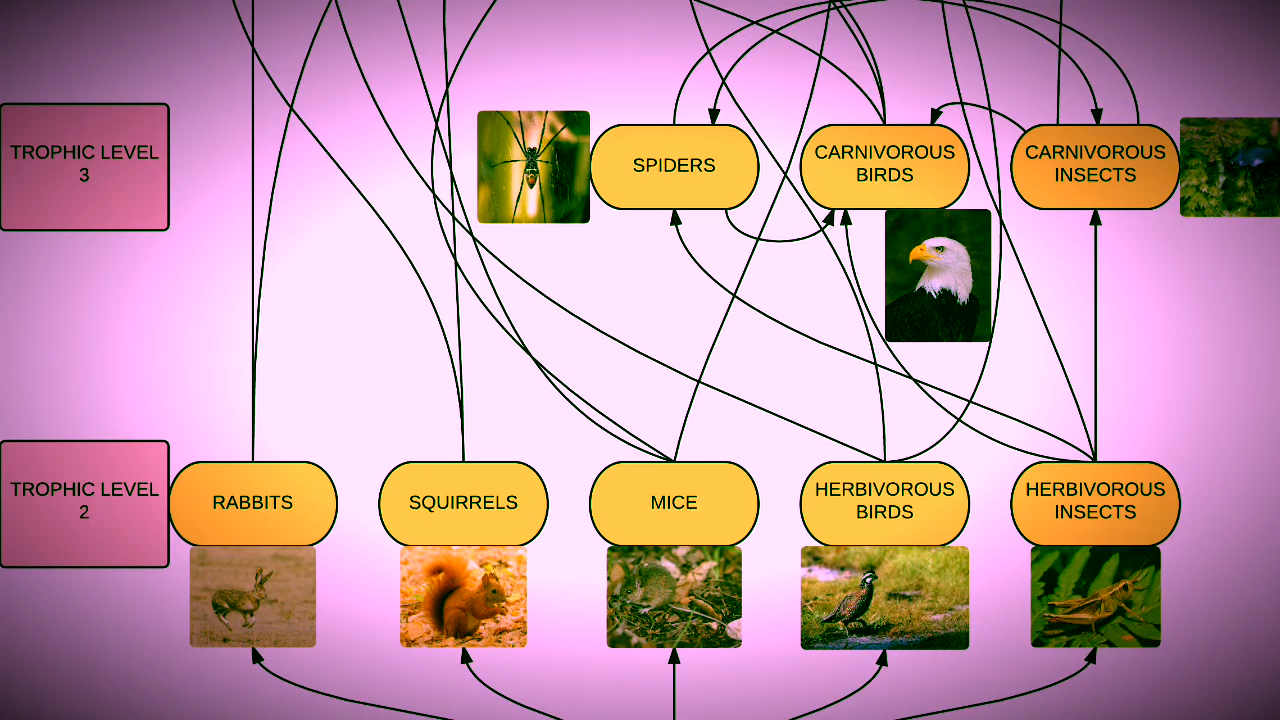 TROPHIC LEVEL
3
SPIDERS
CARNIVOROUS
BIRDS
CARNIVOROUS
INSECTS
TROPHIC LEVEL
2
RABBITS
SQUIRRELS
MICE
HERBIVOROUS
BIRDS
HERBIVOROUS
INSECTS